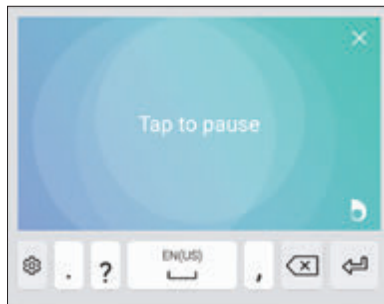 Tap to pause
. ? EN(US) ,